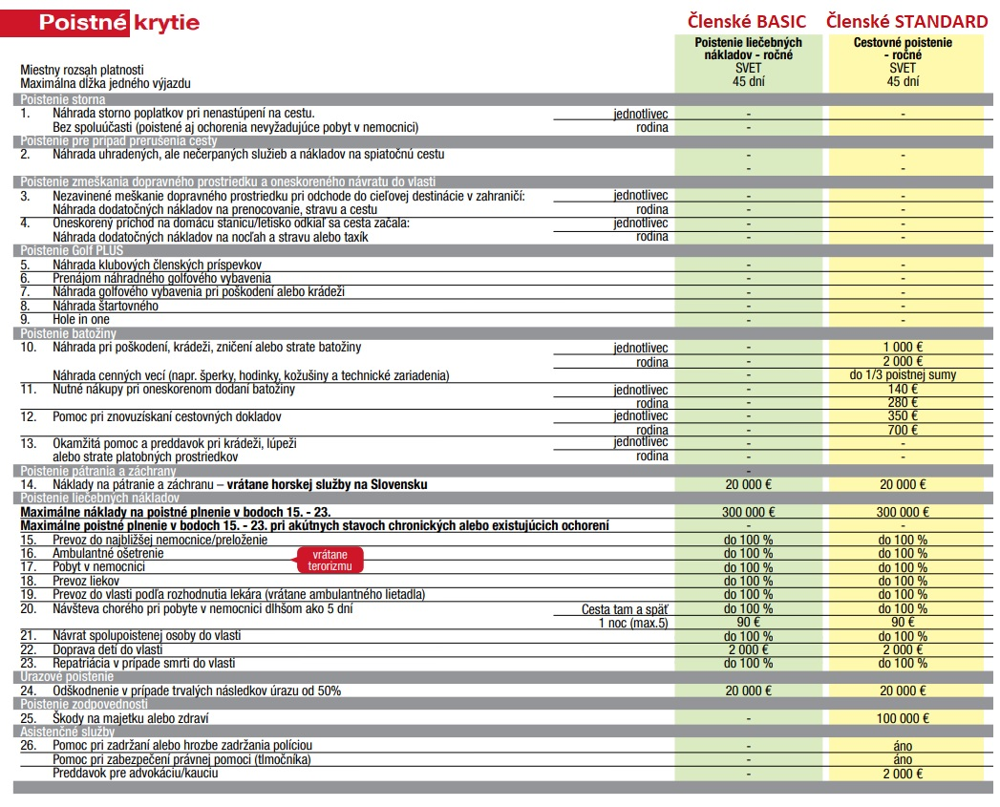 Poistné krytie
Členské BASIC Členské STANDARD
Poistenie liečebných nákladov - ročné Cestovné poistenie - ročné
Miestny rozsah platnosti SVET SVET
Maximálna dĺžka jedného výjazdu 45 dní 45 dní
Poistenie storna
1. Náhrada storno poplatkov pri nenastúpení na cestu. jednotlivec - -
Bez spoluúčasti (poistené aj ochorenia nevyžadujúce pobyt v nemocnici) rodina -
Poistenie pre prípad prerušenia cesty
2. Náhrada uhradených, ale nečerpaných služieb a nákladov na spiatočnú cestu - -
- -
Poistenie zmeškania dopravného prostriedku a oneskoreného návratu do vlasti
3. Nezavinené meškanie dopravného prostriedku pri odchode do cieľovej destinácie v zahraničí: jednotlivec - -
Náhrada dodatočných nákladov na prenocovanie, stravu a cestu rodina - -
4. Oneskorený príchod na domácu stanicu/letisko odkiaľ sa cesta začala: jednotlivec - -
Náhrada dodatočných nákladov na nocľah a stravu alebo taxík rodina - -
Poistenie Golf PLUS
5. Náhrada klubových členských príspevkov - -
6. Prenájom náhradného golfového vybavenia - -
7. Náhrada golfového vybavenia pri poškodení alebo krádeži - -
8. Náhrada štartovného - -
9. Hole in one - -
Poistenie batožiny
10. Náhrada pri poškodení, krádeži, zničení alebo strate batožiny jednotlivec - 1 000 €
rodina - 2 000 €
Náhrada cenných vecí (napr. šperky, hodinky, kožušiny a technické zariadenia) - do 1/3 poistnej sumy
11. Nutné nákupy pri oneskorenom dodaní batožiny jednotlivec - 140 €
rodina - 280 €
12. Pomoc pri znovuzískaní cestovných dokladov jednotlivec - 350 €
rodina - 700 €
13. Okamžitá pomoc a preddavok pri krádeži, lúpeži jednotlivec - -
alebo strate platobných prostriedkov rodina - -
Poistenie pátrania a záchrany -
14. Náklady na pátranie a záchranu – vrátane horskej služby na Slovensku 20 000 € 20 000 €
Poistenie liečebných nákladov
Maximálne náklady na poistné plnenie v bodoch 15. - 23. 300 000 € 300 000 €
Maximálne poistné plnenie v bodoch 15. - 23. pri akútnych stavoch chronických alebo existujúcich ochorení - -
15. Prevoz do najbližšej nemocnice/preloženie do 100 % do 100 %
16. Ambulantné ošetrenie vrátane do 100 % do 100 %
17. Pobyt v nemocnici terorizmu do 100 % do 100 %
18. Prevoz liekov do 100 % do 100 %
19. Prevoz do vlasti podľa rozhodnutia lekára (vrátane ambulantného lietadla) do 100 % do 100 %
20. Návšteva chorého pri pobyte v nemocnici dlhšom ako 5 dní Cesta tam a späť do 100 % do 100 %
1 noc (max.5) 90 € 90 €
21. Návrat spolupoistenej osoby do vlasti do 100 % do 100 %
22. Doprava detí do vlasti 2 000 € 2 000 €
23. Repatriácia v prípade smrti do vlasti do 100 % do 100 %
Úrazové poistenie
24. Odškodnenie v prípade trvalých následkov úrazu od 50% 20 000 € 20 000 €
Poistenie zodpovednosti
25. Škody na majetku alebo zdraví - 100 000 €
Asistenčné služby
26. Pomoc pri zadržaní alebo hrozbe zadržania políciou - áno
Pomoc pri zabezpečení právnej pomoci (tlmočníka) - áno
Preddavok pre advokáciu/kauciu - 2 000 €